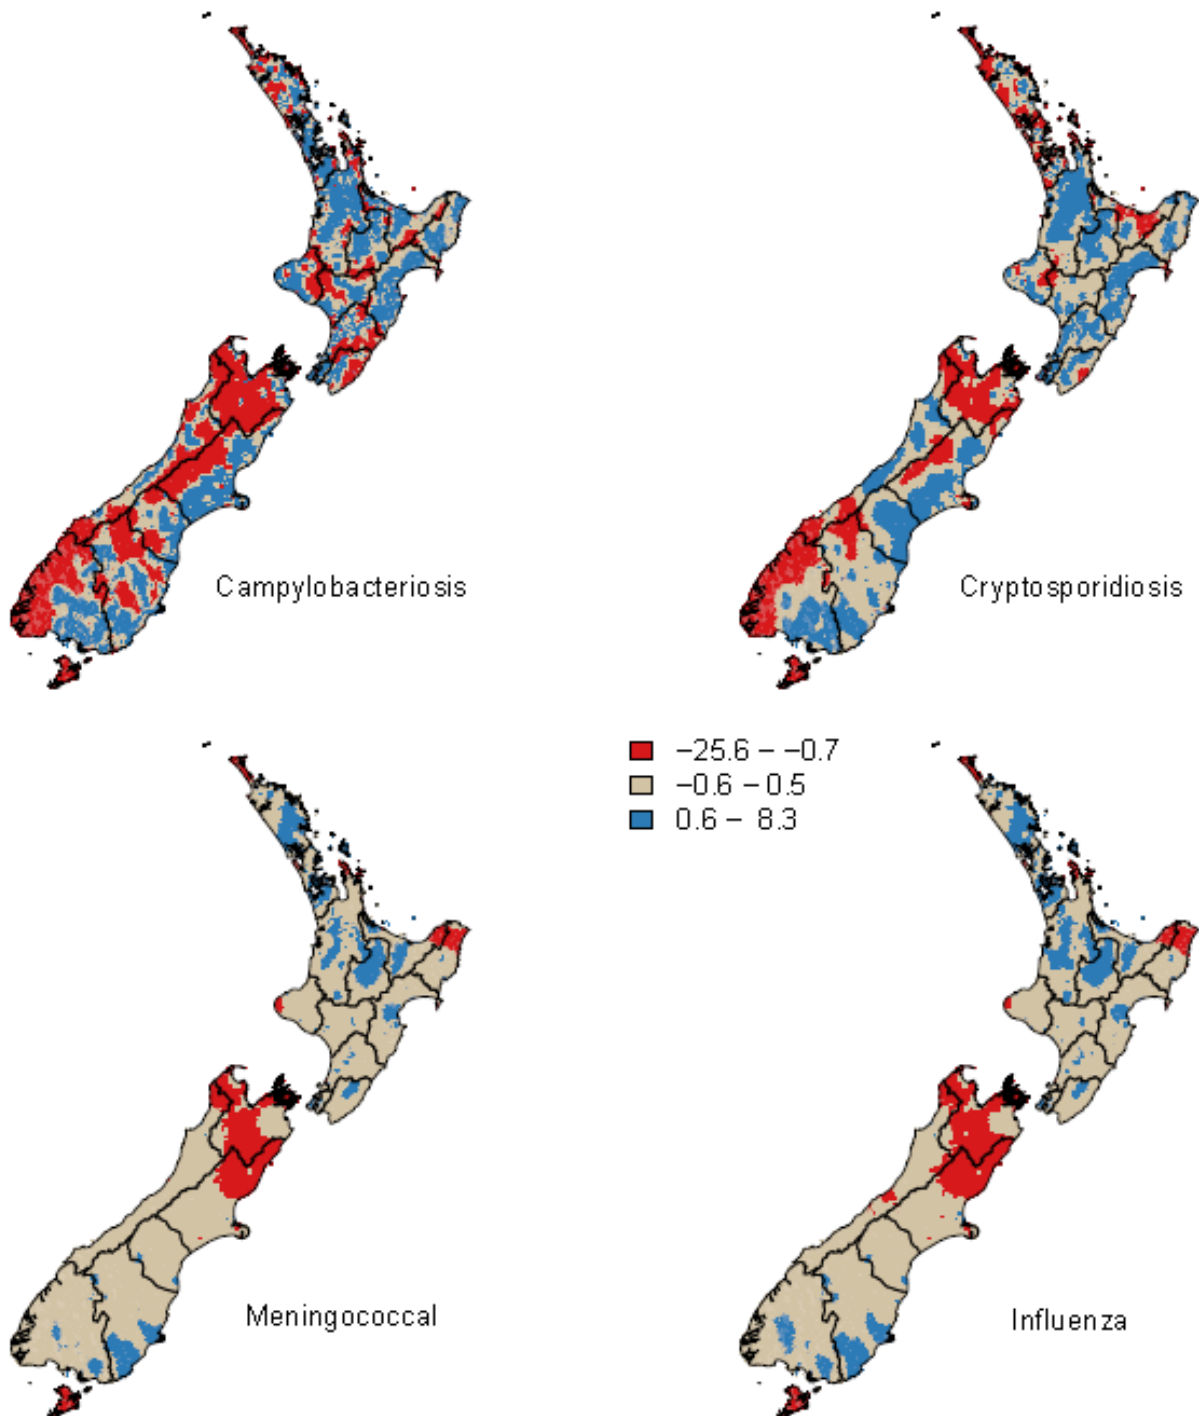 Campylobacteriosis
Cryptosporidiosis
−25.6 – −0.7
−0.6 – 0.5
0.6 – 8.3
Meningococcal
Influenza